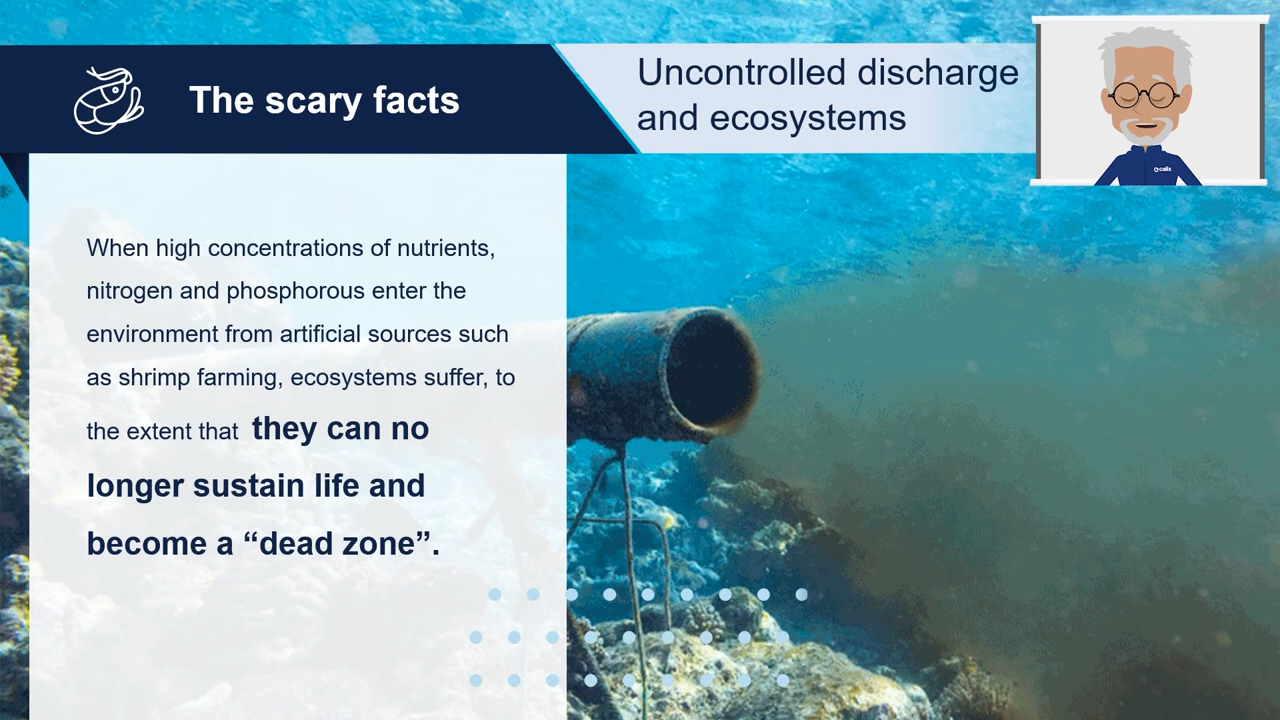 The scary facts
Uncontrolled discharge
and ecosystems
calix
When high concentrations of nutrients,
nitrogen and phosphorous enter the
environment from artificial sources such
as shrimp farming, ecosystems suffer, to
the extent that they can no
longer sustain life and
become a “dead zone”.